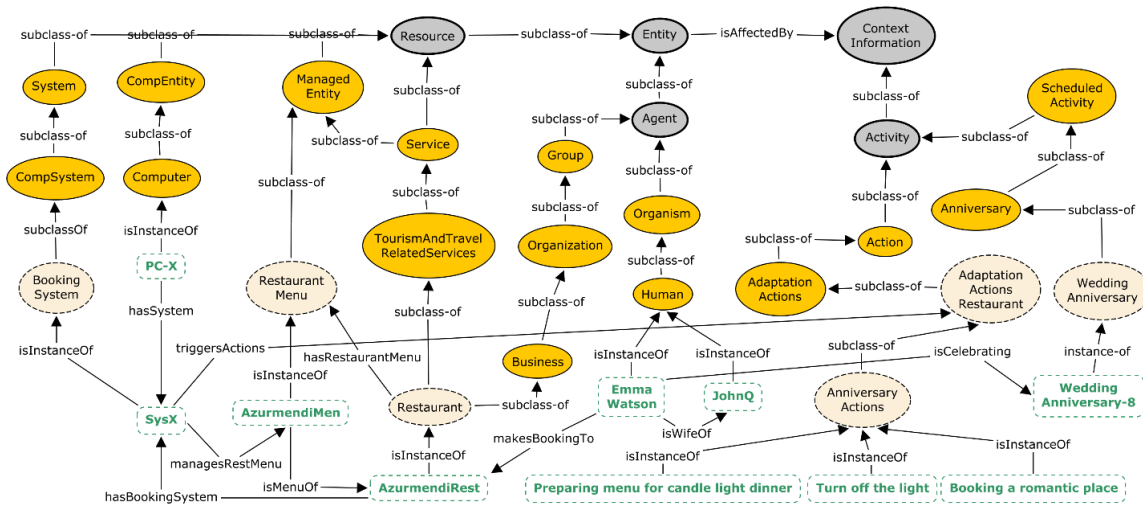 subclass-of
subclass-of
subclass-of
Resource
subclass-of
Entity
isAffectedBy
Context
Information
System
CompEntity
Managed
Entity
subclass-of
subclass-of
subclass-of
Scheduled
Activity
subclass-of
subclass-of
subclass-of
Service
subclass-of
Group
Agent
Activity
subclass-of
subclass-of
CompSystem
Computer
subclass-of
subclass-of
subclass-of
subclass-of
subclass-of
subclassOf
isInstanceOf
TourismAndTravel
RelatedServices
Organization
Organism
subclass-of
Action
Anniversary
subclass-of
Booking
System
PC-X
Restaurant
Menu
subclass-of
Human
Adaptation
Actions
subclass-of
Adaptation
Actions
Restaurant
Wedding
Anniversary
hasSystem
subclass-of
subclass-of
isInstanceOf
triggersActions
hasRestaurantMenu
Business
isInstanceOf
isInstanceOf
subclass-of
isCelebrating
instance-of
isInstanceOf
SysX
AzurmendiMen
Restaurant
subclass-of
Emma
Watson
JohnQ
Anniversary
Actions
Wedding
Anniversary-8
makesBookingTo
isWifeOf
managesRestMenu
isInstanceOf
isInstanceOf
isInstanceOf
isInstanceOf
hasBookingSystem
isMenuOf
AzurmendiRest
Preparing menu for candle light dinner
Turn off the light
Booking a romantic place